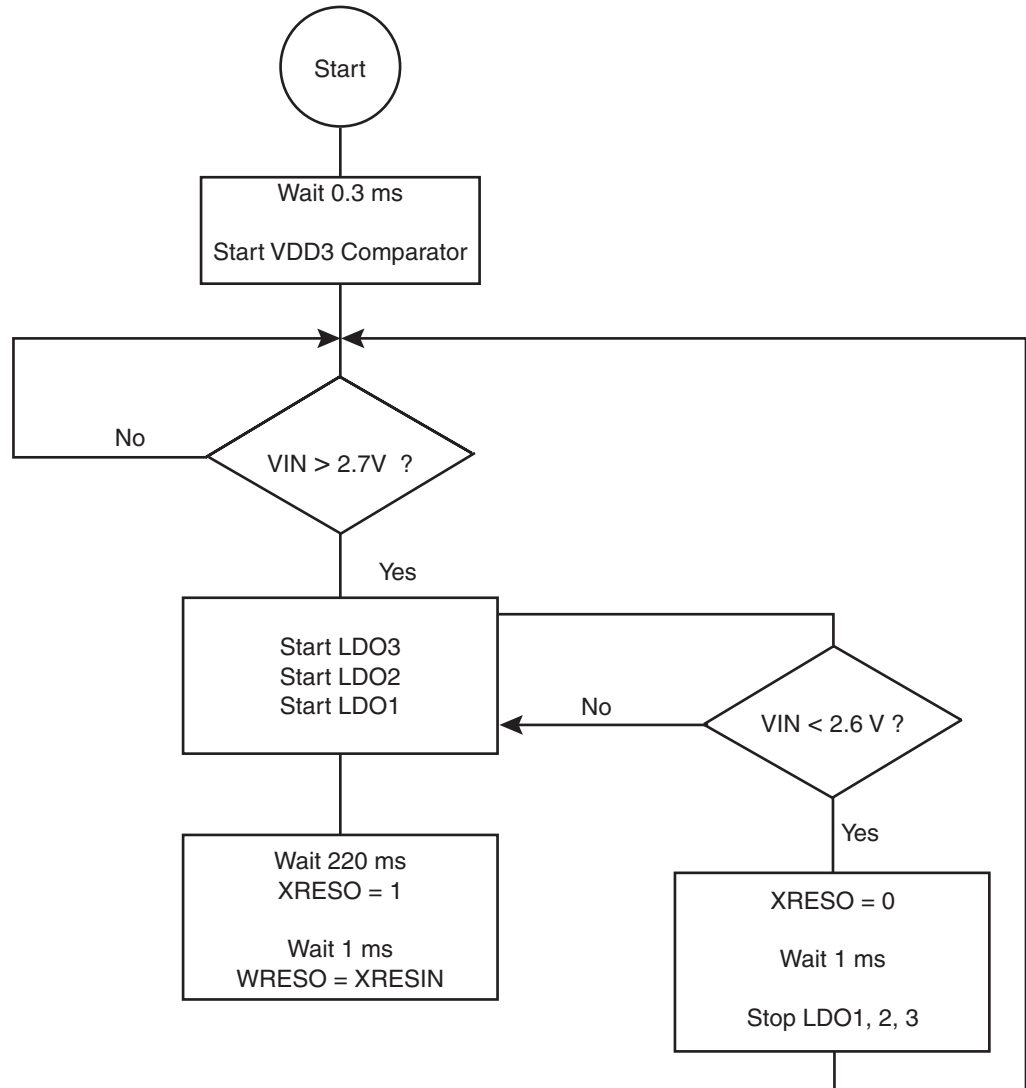 Start
Wait 0.3 ms
Start VDD3 Comparator
No
VIN > 2.7V ?
Yes
Start LDO3
Start LDO2
Start LDO1
No
VIN < 2.6 V ?
Yes
Wait 220 ms
XRESO = 1
Wait 1 ms
WRESO = XRESIN
XRESO = 0
Wait 1 ms
Stop LDO1, 2, 3